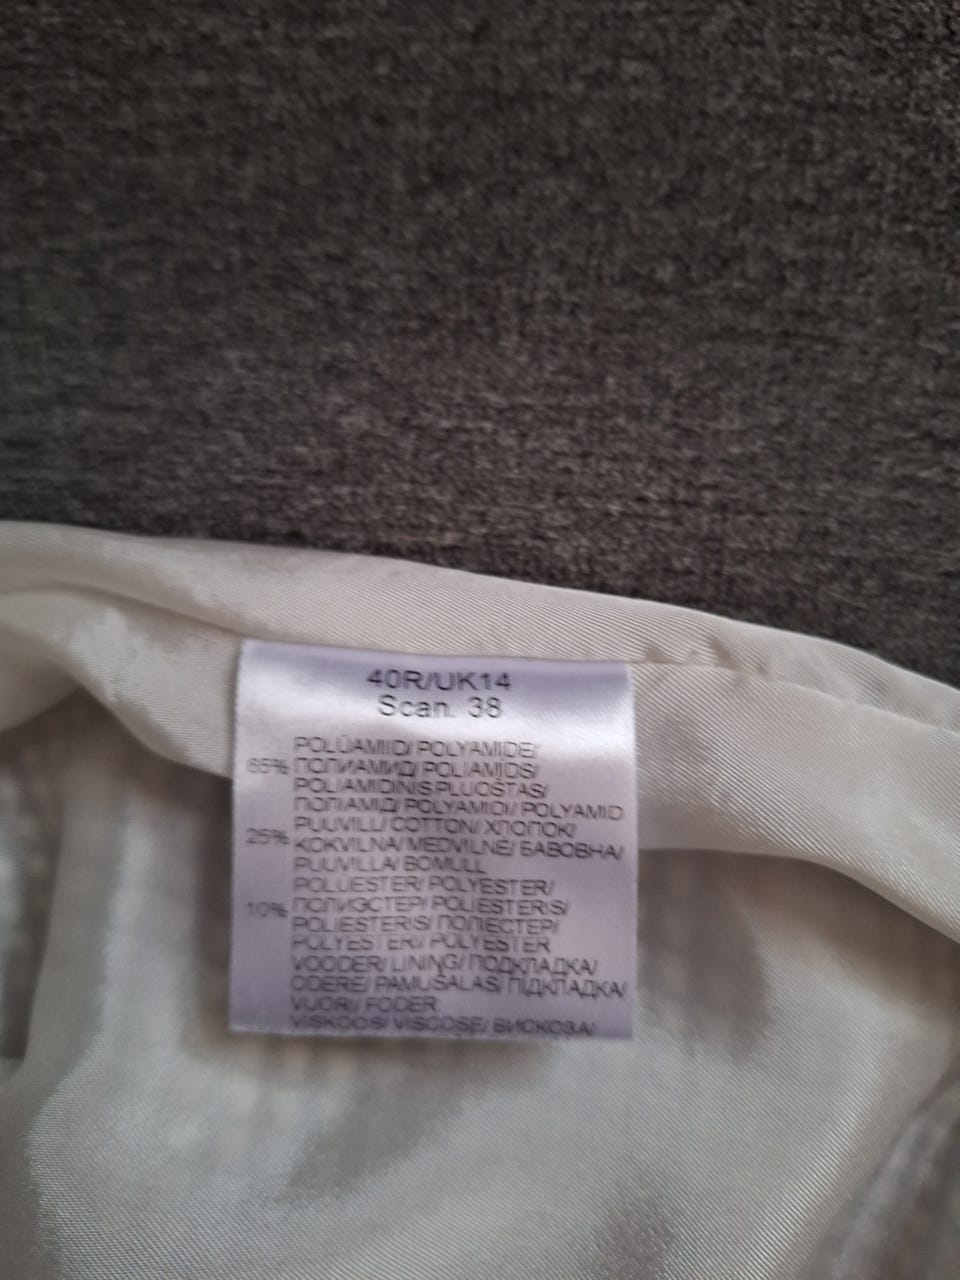 40R/UK14
Scan. 38
POLÜAMIID/ POLYAMIDE/
65% ПОЛИАМИД/ POLIAMĪDS/
POLIAMIDINIS PLUOŠTAS/
ПОЛІАМІД/ POLYAMIDI/ POLYAMID
PUUVILL/ COTTON/ ХЛОПОК/
25% KOKVILNA/ MEDVILNĖ/ БАВОВНА/
PUUVILLA/ BOMULL
POLÜESTER/ POLYESTER/
10% ПОЛИЭСТЕР/ POLIESTERIS/
POLIESTERIS/ ПОЛІЕСТЕР/
POLYESTERI/ POLYESTER
VOODER/ LINING/ ПОДКЛАДКА/
ODERE/ PAMUŠALAS/ ПІДКЛАДКА/
VUORI/ FODER
VISKOOS/ VISCOSE/ ВИСКОЗА/